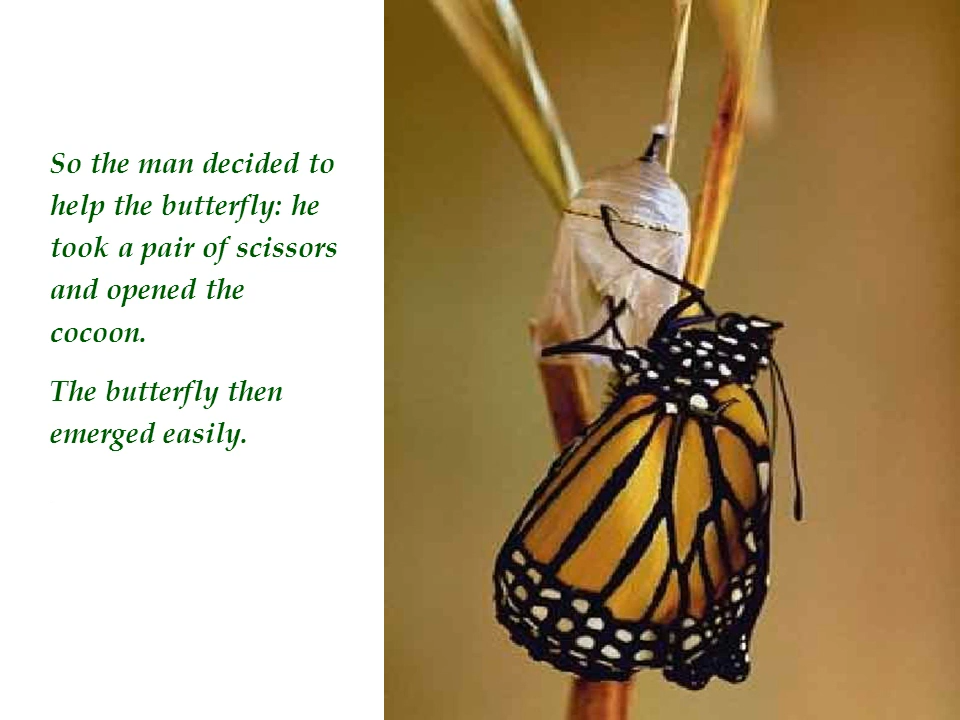 So the man decided to
help the butterfly: he
took a pair of scissors
and opened the
cocoon.
The butterfly then
emerged easily.